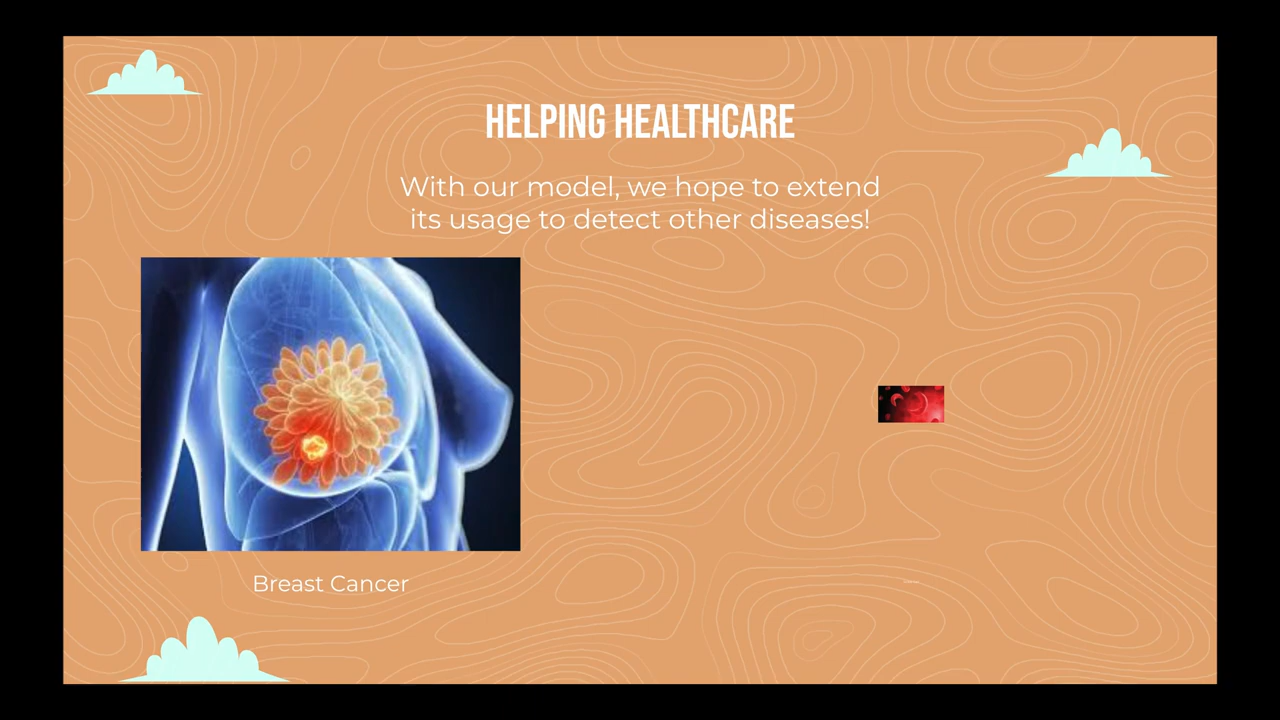 HELPING HEALTHCARE
With our model, we hope to extend
its usage to detect other diseases!
Breast Cancer